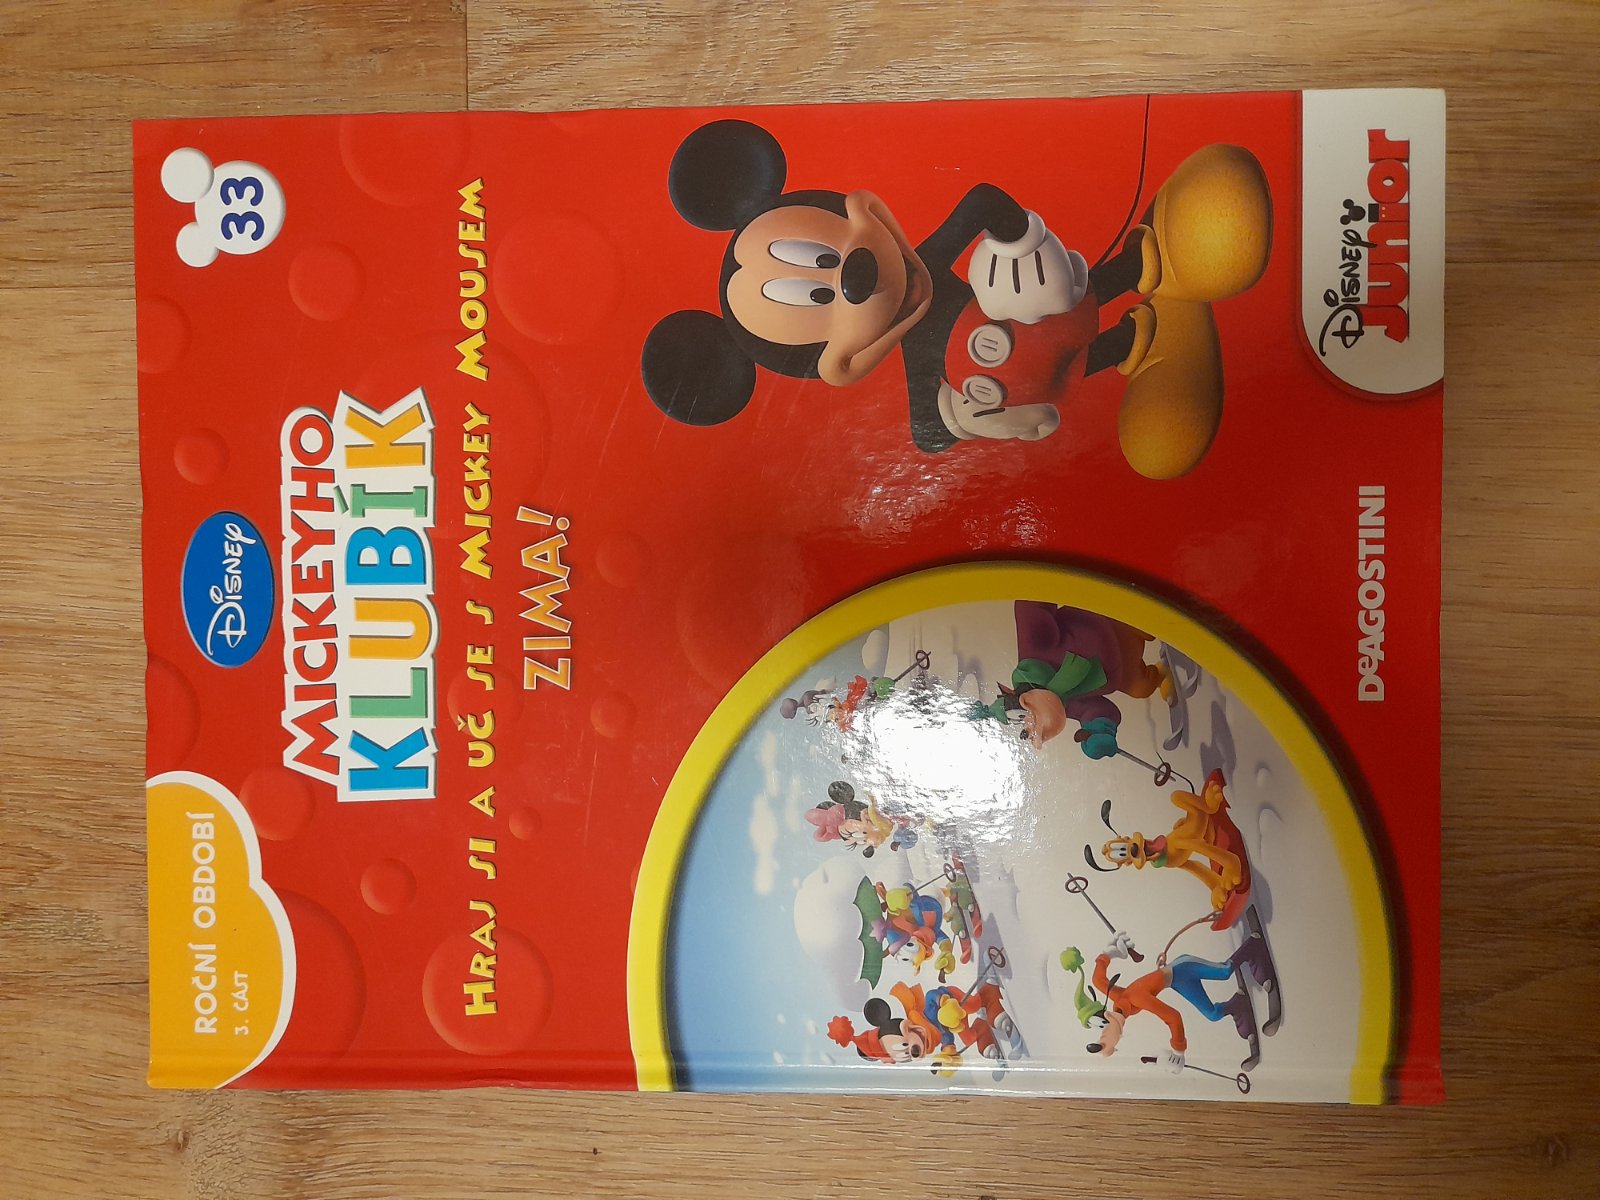 ROČNÍ OBDOBÍ
3. ČÁST
33
DISNEY
MICKEYHO
KLUBÍK
HRAJ SI A UČ SE S MICKEY MOUSEM
ZIMA!
DEAGOSTINI
DISNEY
JUNIOR